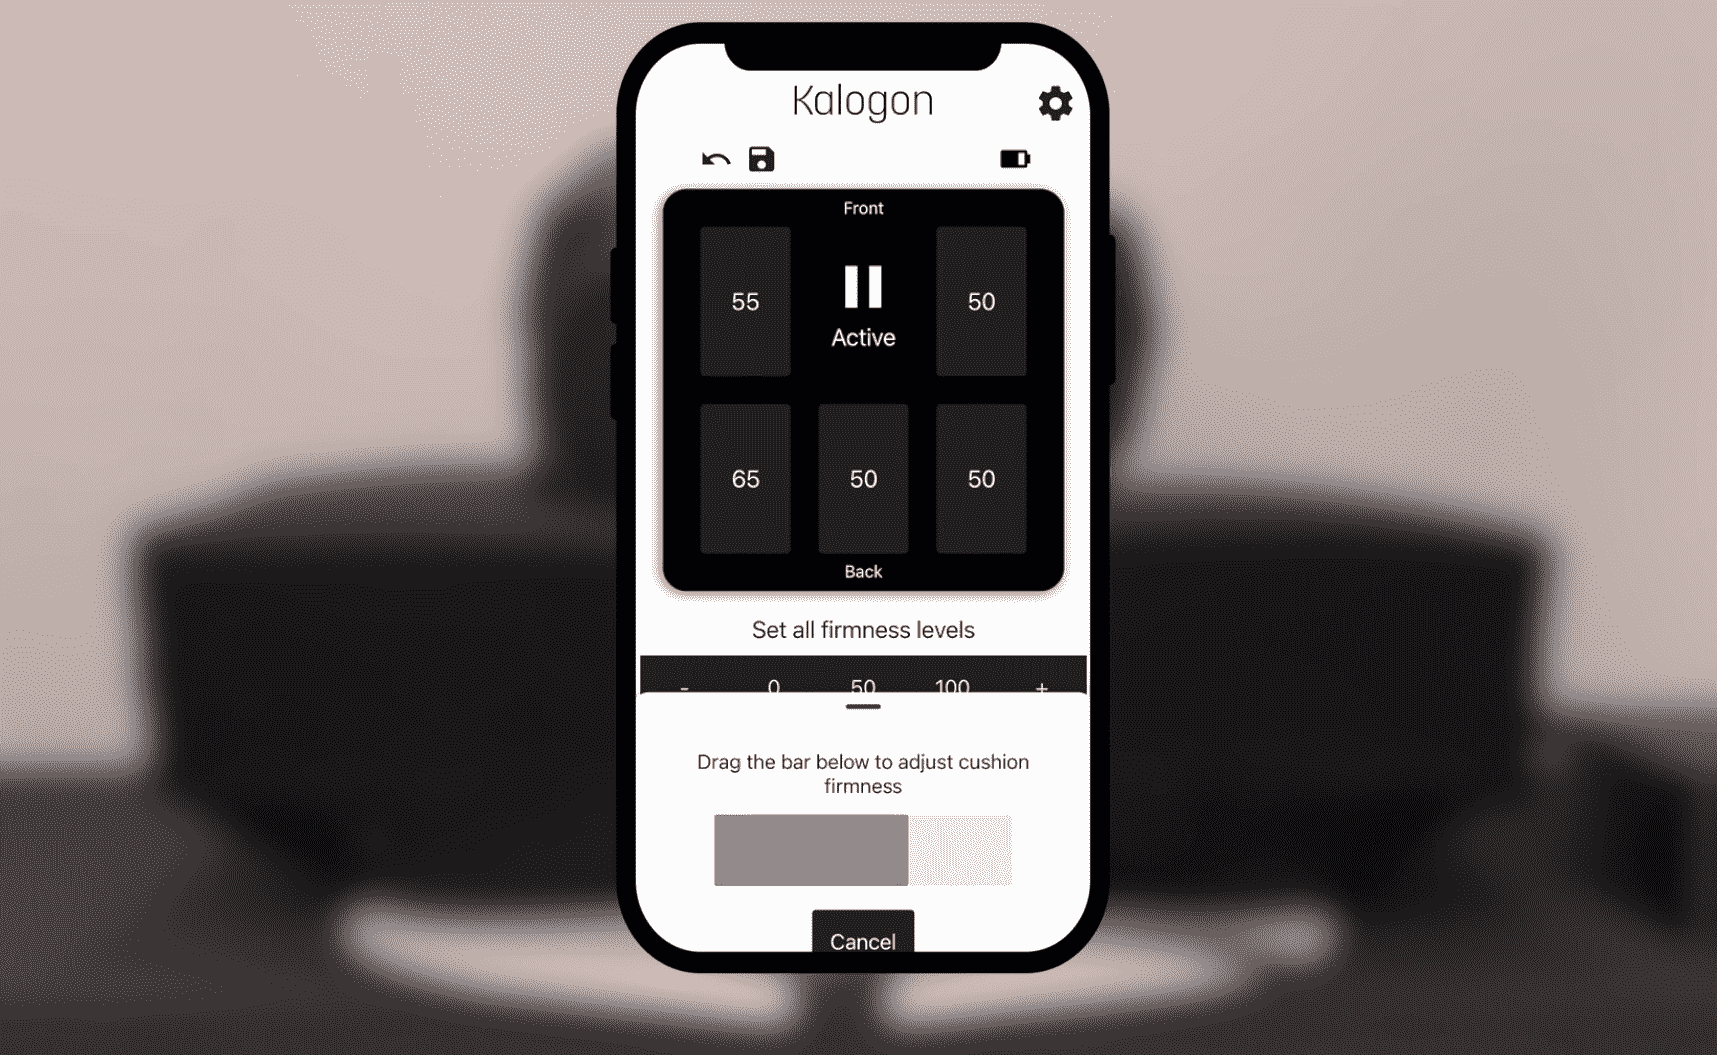 Kalogon
Front
55
50
Active
65 50 50
Back
Set all firmness levels
- 0 50 100 +
Drag the bar below to adjust cushion
firmness
Cancel